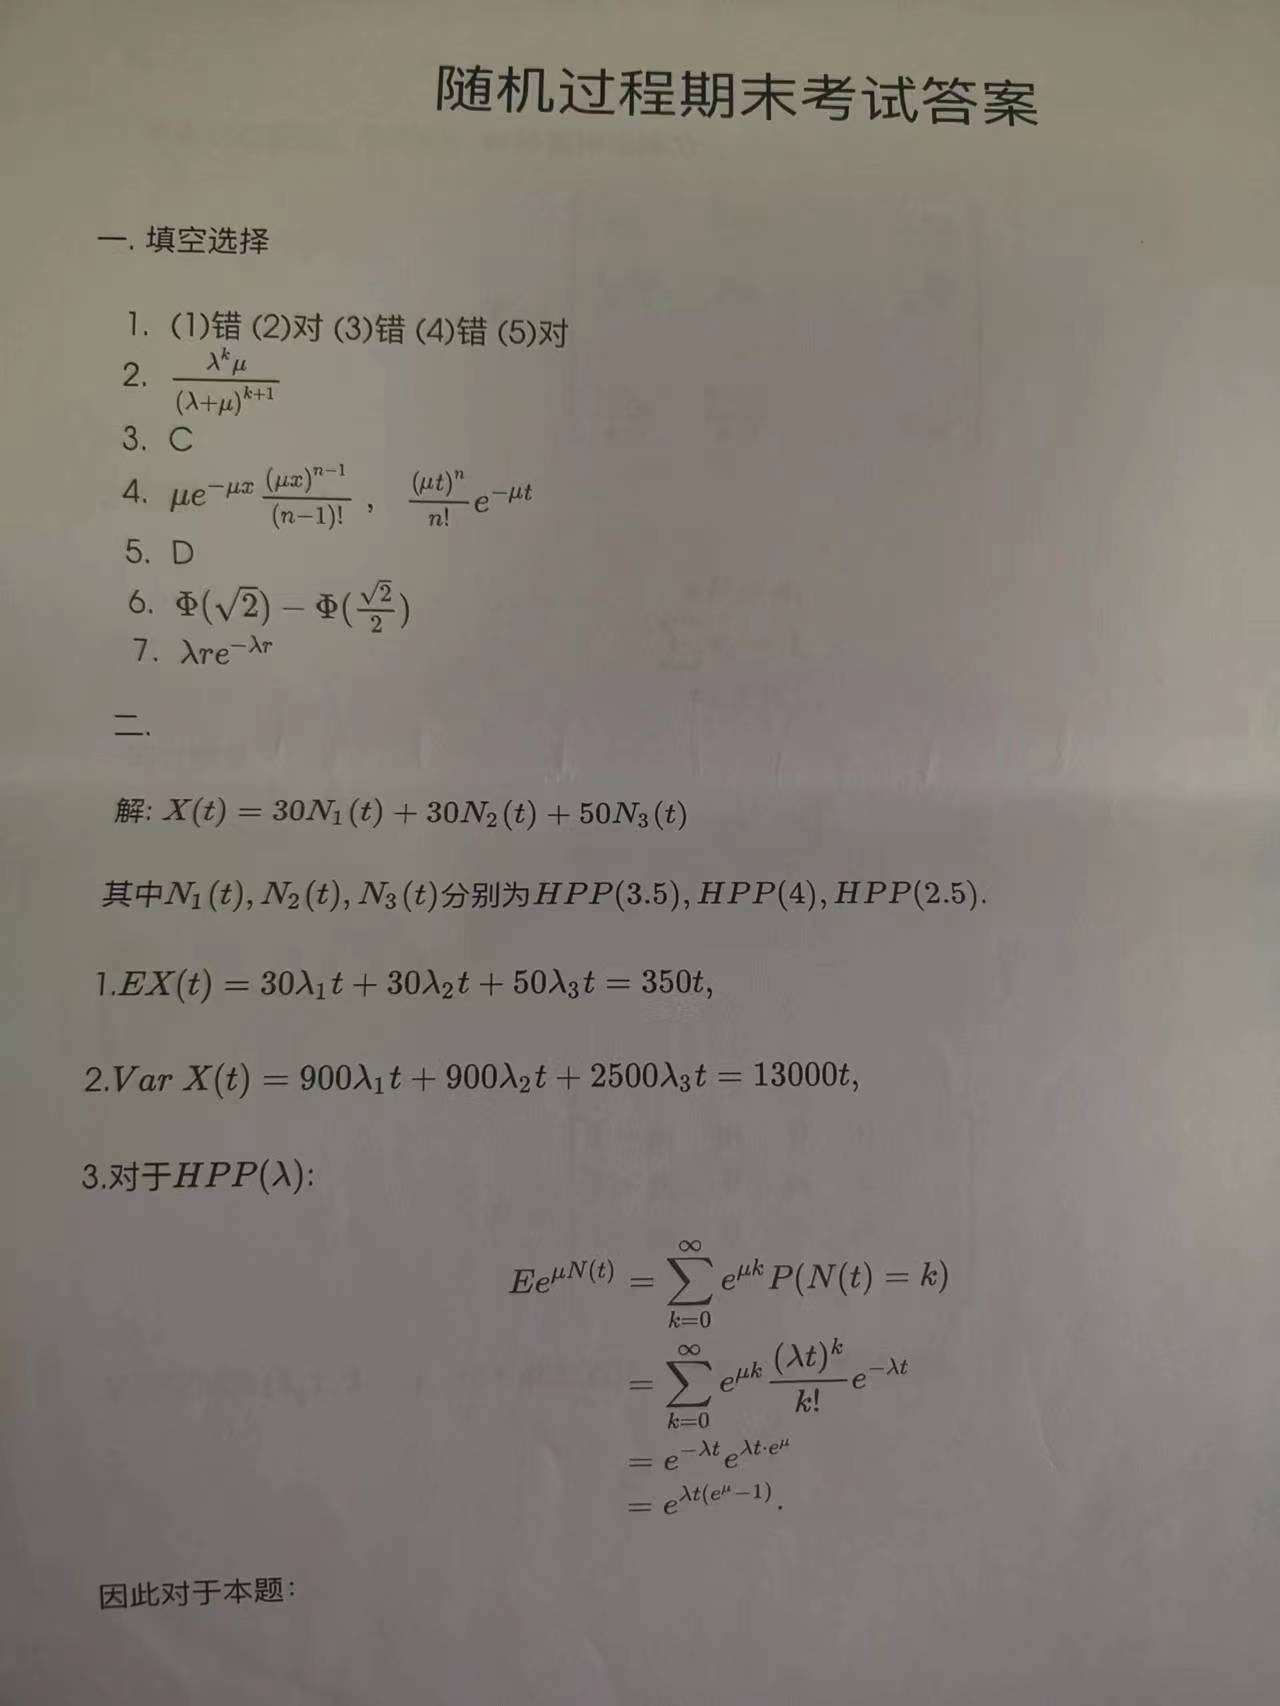 随机过程期末考试答案
一. 填空选择
1. (1)错 (2)对 (3)错 (4)错 (5)对
2. $\frac{\lambda^k \mu}{(\lambda+\mu)^{k+1}}$
3. C
4. $\mu e^{-\mu x} \frac{(\mu x)^{n-1}}{(n-1)!}$ , $\frac{(\mu t)^n}{n!} e^{-\mu t}$
5. D
6. $\Phi(\sqrt{2}) - \Phi(\frac{\sqrt{2}}{2})$
7. $\lambda r e^{-\lambda r}$
二.
解: $X(t) = 30N_1(t) + 30N_2(t) + 50N_3(t)$
其中$N_1(t), N_2(t), N_3(t)$分别为$HPP(3.5), HPP(4), HPP(2.5)$.
1.$EX(t) = 30\lambda_1 t + 30\lambda_2 t + 50\lambda_3 t = 350t,$
2.$Var\ X(t) = 900\lambda_1 t + 900\lambda_2 t + 2500\lambda_3 t = 13000t,$
3.对于$HPP(\lambda)$:
$Ee^{\mu N(t)} = \sum_{k=0}^{\infty} e^{\mu k} P(N(t) = k)$
$= \sum_{k=0}^{\infty} e^{\mu k} \frac{(\lambda t)^k}{k!} e^{-\lambda t}$
$= e^{-\lambda t} e^{\lambda t \cdot e^{\mu}}$
$= e^{\lambda t(e^{\mu}-1)}.$
因此对于本题：